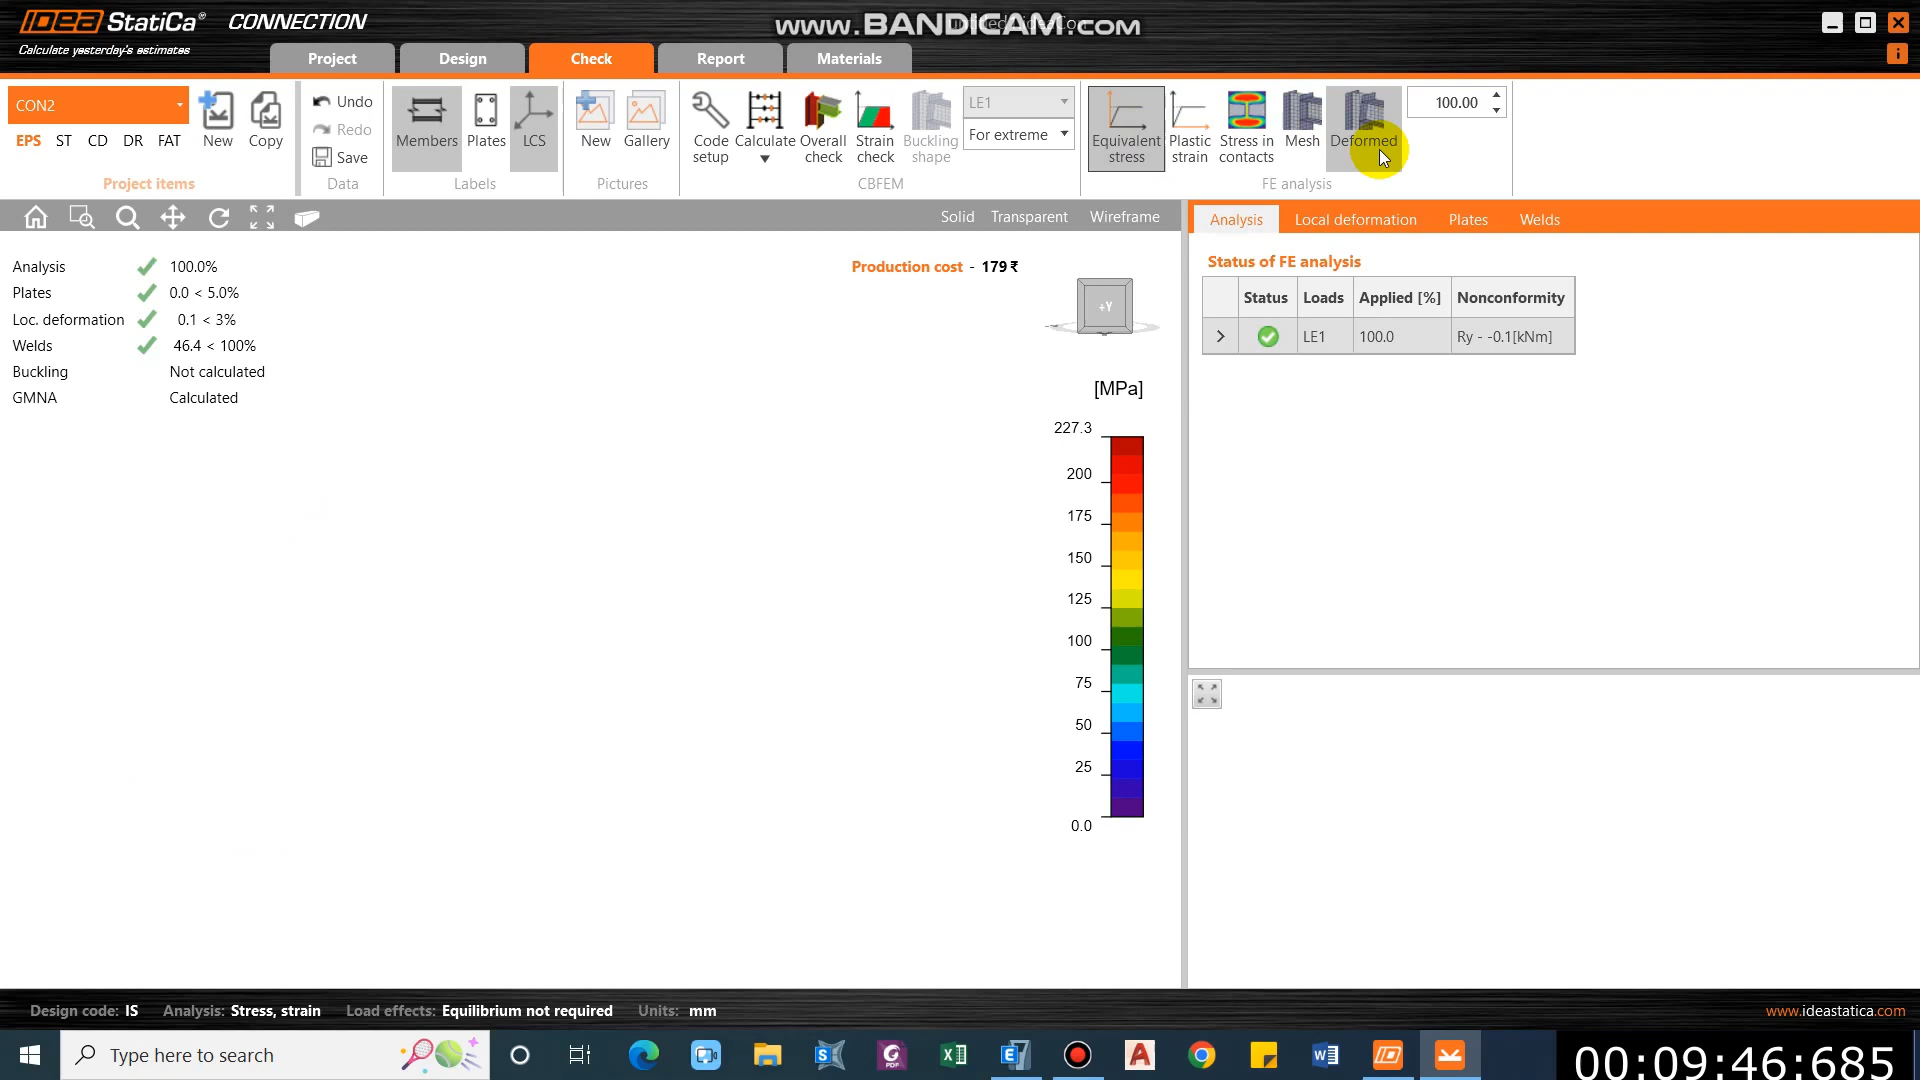 IDEA StatiCa® CONNECTION
Calculate yesterday's estimates
www.BANDICAM.com
Project Design Check Report Materials
CON2
EPS ST CD DR FAT
New Copy
Project items
Undo
Redo
Save
Data
Members Plates LCS
Labels
New Gallery
Pictures
Code setup
Calculate
Overall check
Strain check
Buckling shape
LE1
For extreme
CBFEM
Equivalent stress
Plastic strain
Stress in contacts
Mesh
Deformed
100.00
FE analysis
Solid Transparent Wireframe
Analysis 100.0%
Plates 0.0 < 5.0%
Loc. deformation 0.1 < 3%
Welds 46.4 < 100%
Buckling Not calculated
GMNA Calculated
Production cost - 179 ₹
+Y
[MPa]
227.3
200
175
150
125
100
75
50
25
0.0
Analysis Local deformation Plates Welds
Status of FE analysis
Status Loads Applied [%] Nonconformity
LE1 100.0 Ry - -0.1[kNm]
Design code: IS Analysis: Stress, strain Load effects: Equilibrium not required Units: mm
www.ideastatica.com
Type here to search
00:09:46:685